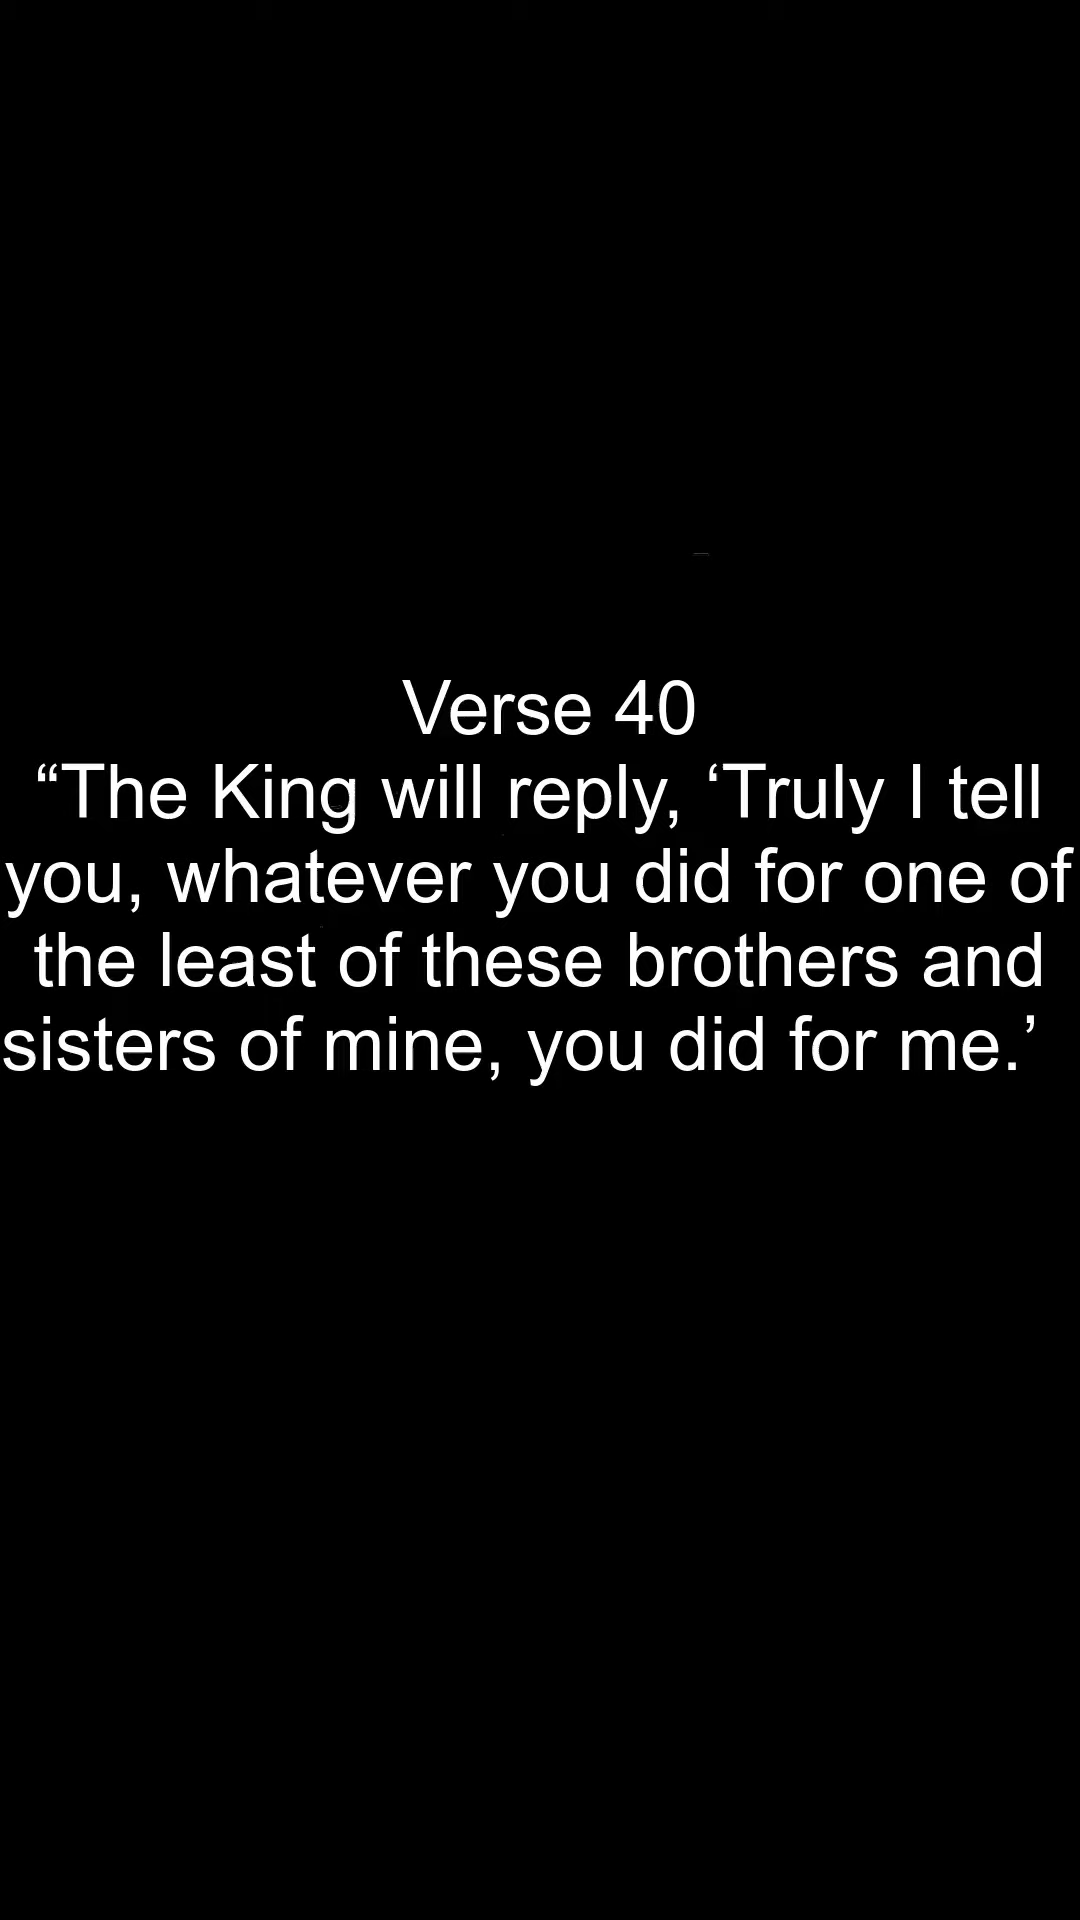 Verse 40
“The King will reply, ‘Truly I tell
you, whatever you did for one of
the least of these brothers and
sisters of mine, you did for me.’